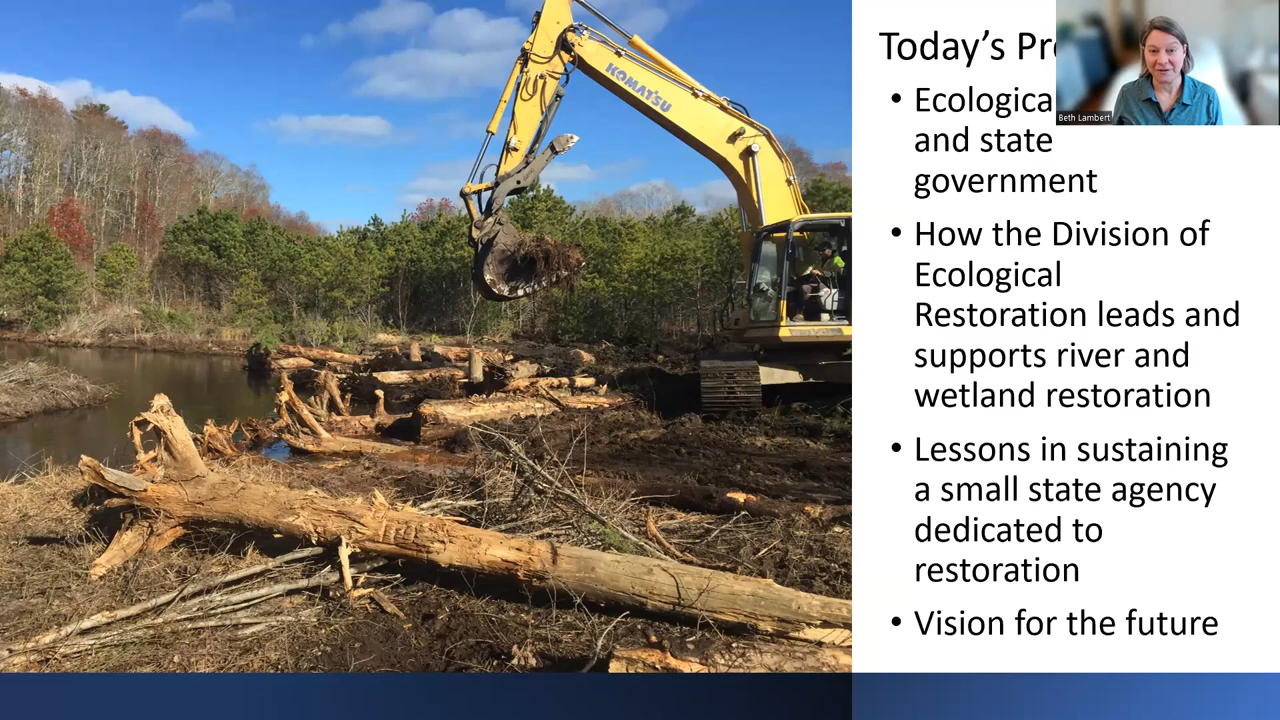 KOMATSU
Today's
Beth Lambert
• Ecologica
and state
government
• How the Division of
Ecological
Restoration leads and
supports river and
wetland restoration
• Lessons in sustaining
a small state agency
dedicated to
restoration
• Vision for the future